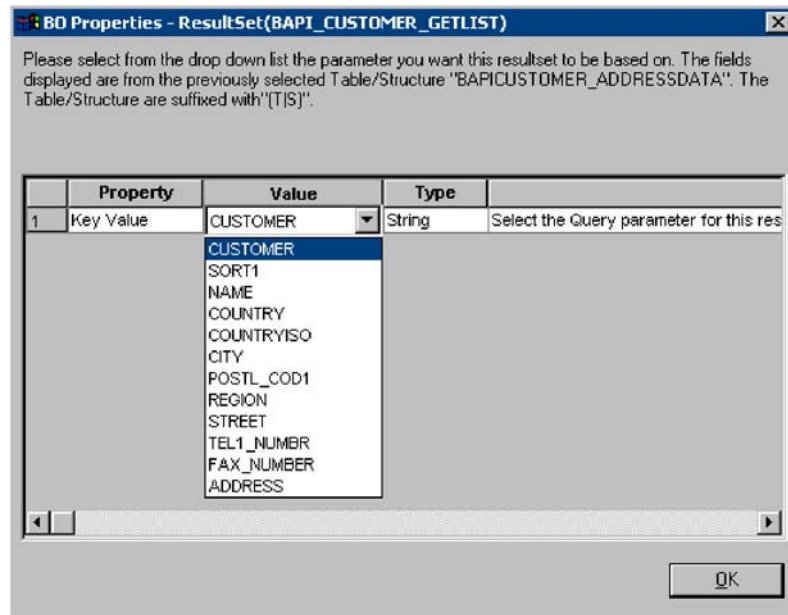 BO Properties - ResultSet(BAPI_CUSTOMER_GETLIST)
Please select from the drop down list the parameter you want this resultset to be based on. The fields
displayed are from the previously selected Table/Structure "BAPICUSTOMER_ADDRESSDATA". The
Table/Structure are suffixed with"(T|S)".
Property Value Type
1 Key Value CUSTOMER String Select the Query parameter for this res
CUSTOMER
SORT1
NAME
COUNTRY
COUNTRYISO
CITY
POSTL_COD1
REGION
STREET
TEL1_NUMBR
FAX_NUMBER
ADDRESS
OK